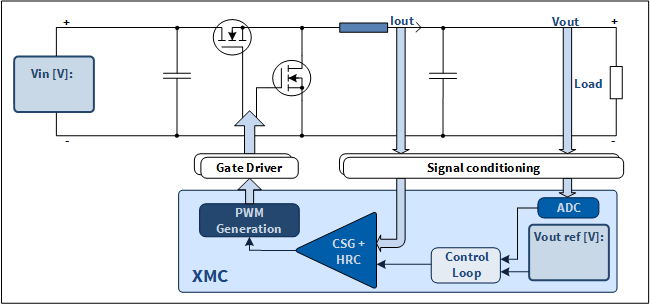 +
Iout
Vout
+
Vin [V]:
Load
-
-
Gate Driver
Signal conditioning
PWM
Generation
ADC
CSG +
HRC
Vout ref [V]:
Control
Loop
XMC